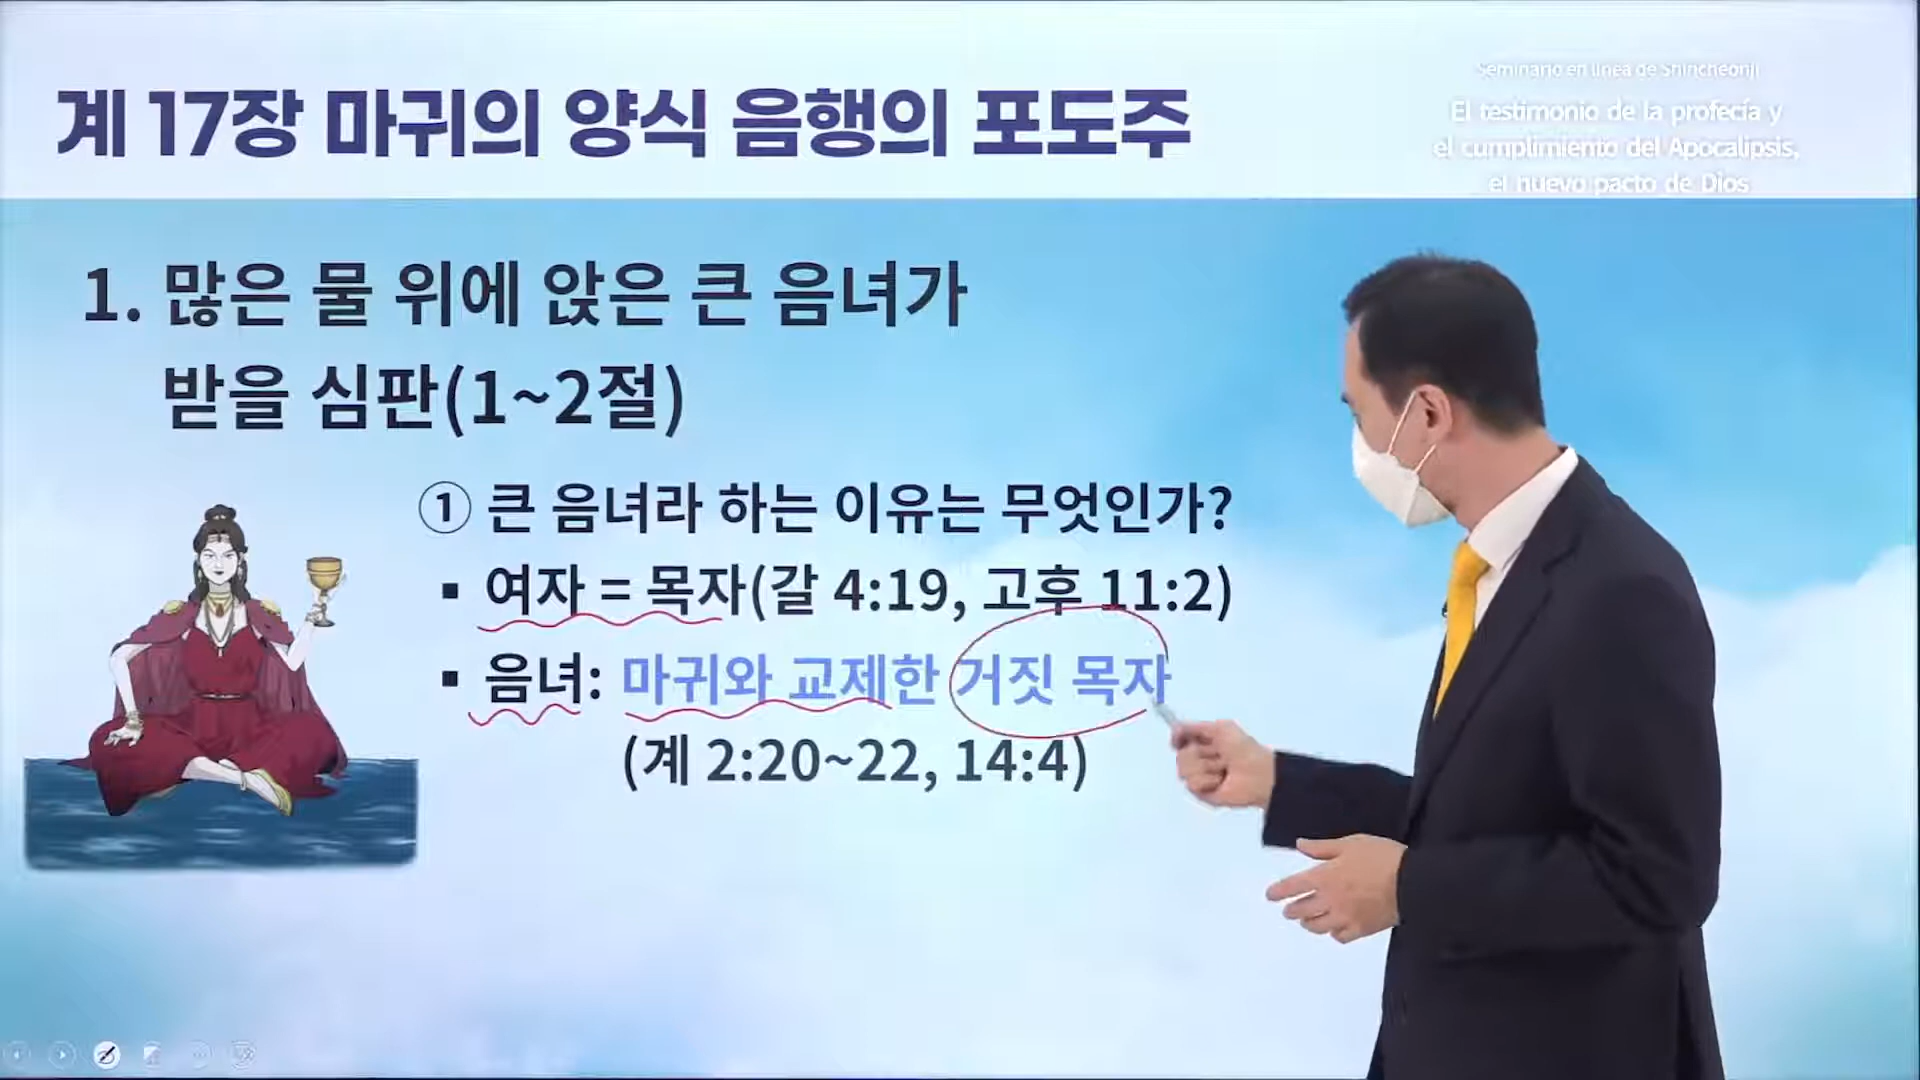 계 17장 마귀의 양식 음행의 포도주
Seminario en línea de Shincheonji
El testimonio de la profecía y
el cumplimiento del Apocalipsis,
el nuevo pacto de Dios
1. 많은 물 위에 앉은 큰 음녀가
받을 심판(1~2절)
① 큰 음녀라 하는 이유는 무엇인가?
▪ 여자 = 목자(갈 4:19, 고후 11:2)
▪ 음녀: 마귀와 교제한 거짓 목자
(계 2:20~22, 14:4)